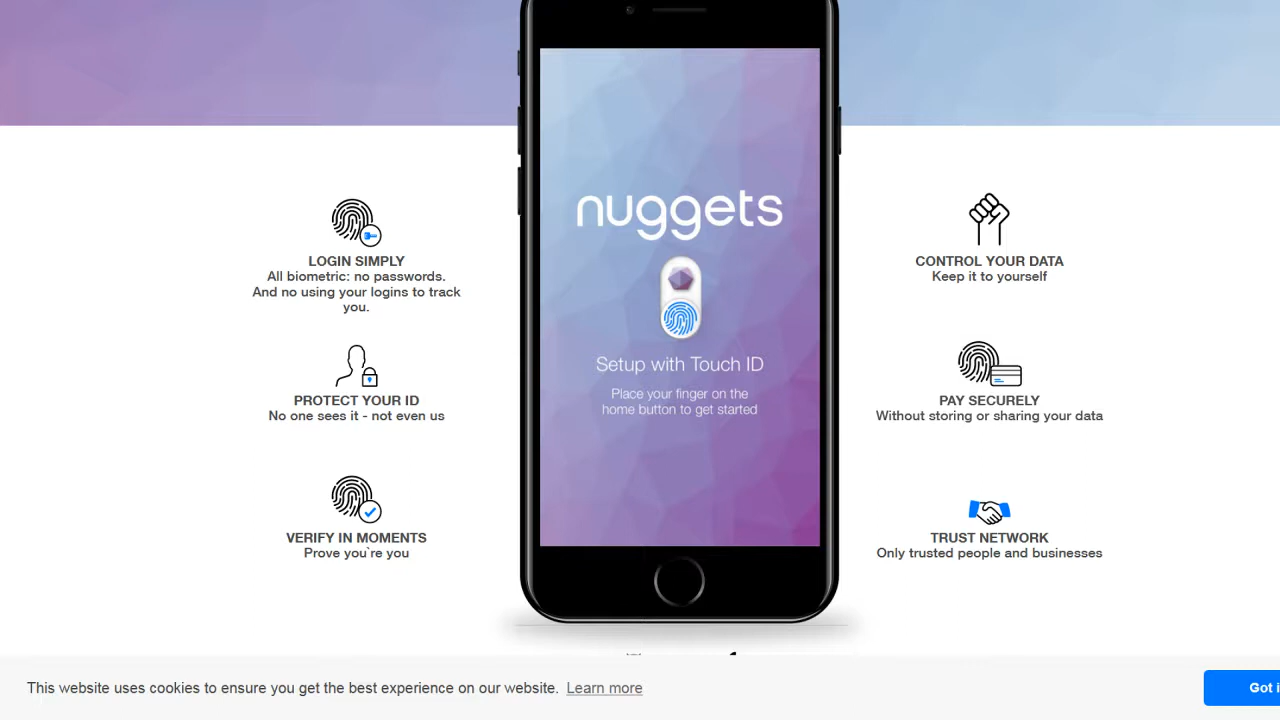 LOGIN SIMPLY
All biometric: no passwords.
And no using your logins to track
you.
PROTECT YOUR ID
No one sees it - not even us
VERIFY IN MOMENTS
Prove you`re you
nuggets
Setup with Touch ID
Place your finger on the
home button to get started
CONTROL YOUR DATA
Keep it to yourself
PAY SECURELY
Without storing or sharing your data
TRUST NETWORK
Only trusted people and businesses
This website uses cookies to ensure you get the best experience on our website. Learn more
Got i